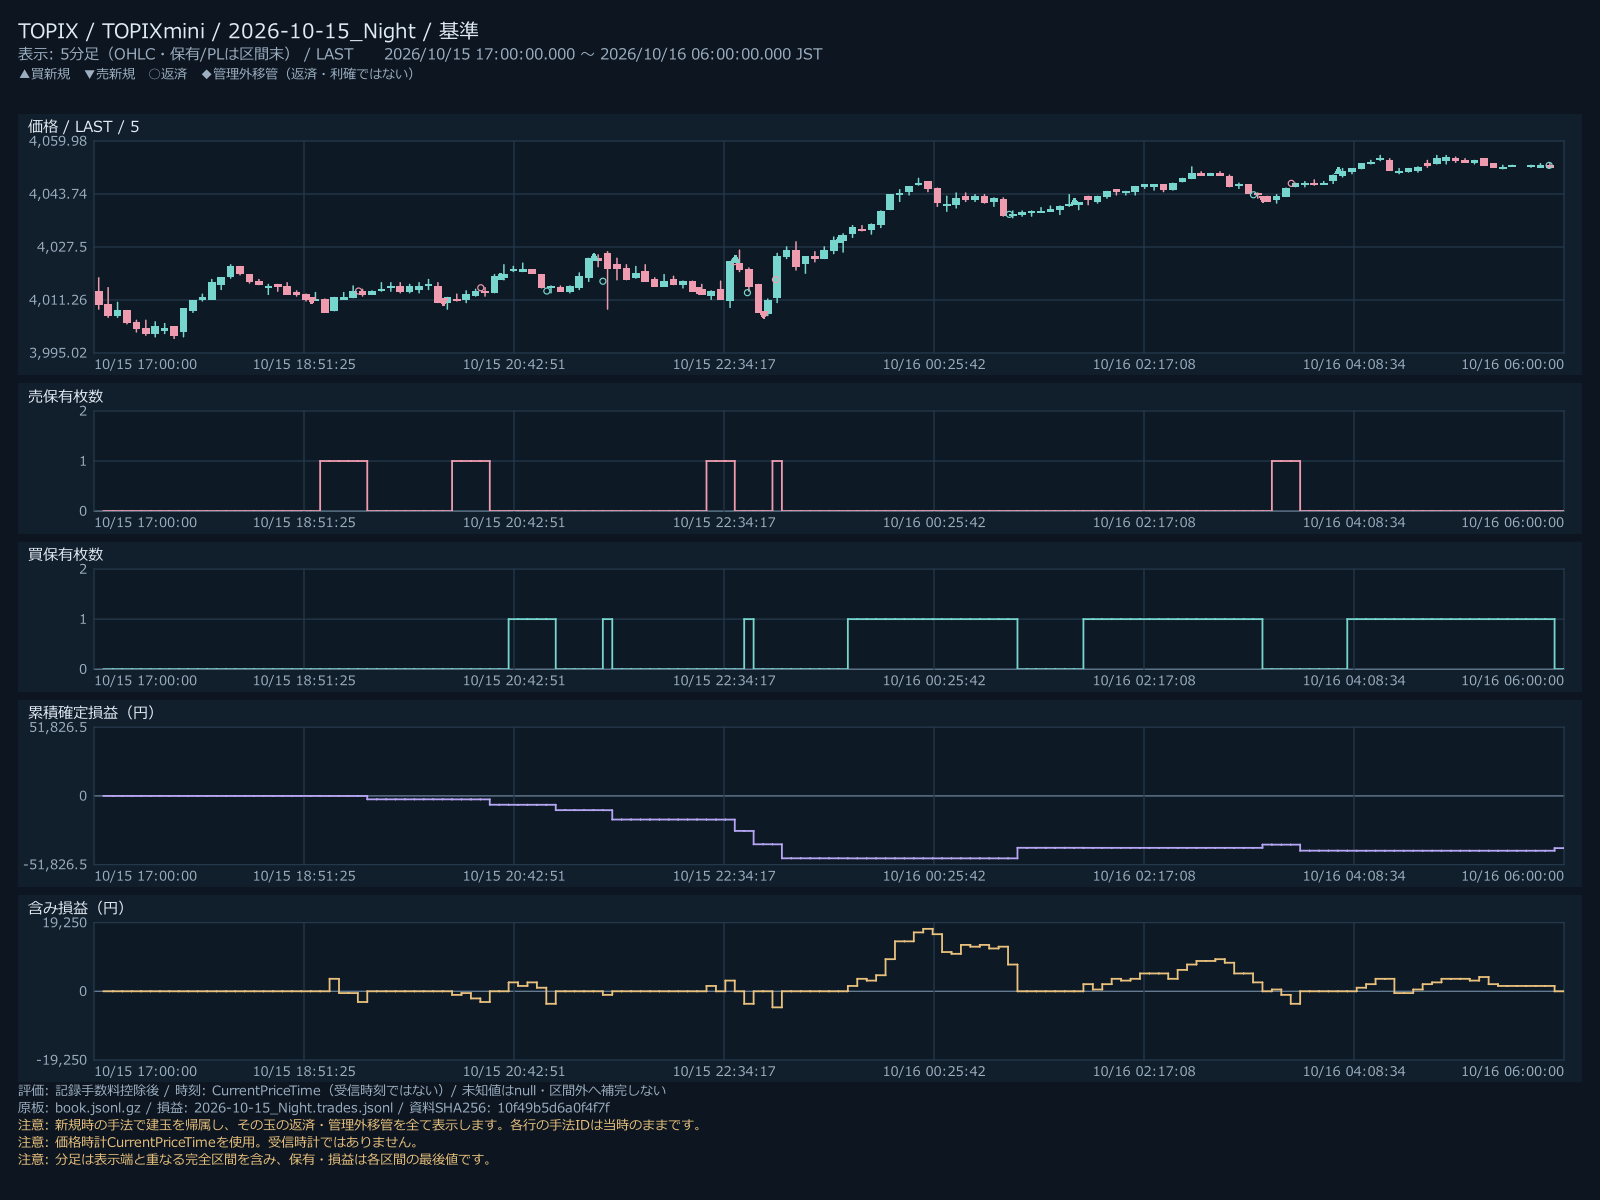 TOPIX / TOPIXmini / 2026-10-15_Night / 基準
表示: 5分足（OHLC・保有/PLは区間末） / LAST 2026/10/15 17:00:00.000 ～ 2026/10/16 06:00:00.000 JST
▲買新規 ▼売新規 ○返済 ◆管理外移管（返済・利確ではない）
価格 / LAST / 5
4,059.98
4,043.74
4,027.5
4,011.26
3,995.02
10/15 17:00:00 10/15 18:51:25 10/15 20:42:51 10/15 22:34:17 10/16 00:25:42 10/16 02:17:08 10/16 04:08:34 10/16 06:00:00
売保有枚数
2
1
0
10/15 17:00:00 10/15 18:51:25 10/15 20:42:51 10/15 22:34:17 10/16 00:25:42 10/16 02:17:08 10/16 04:08:34 10/16 06:00:00
買保有枚数
2
1
0
10/15 17:00:00 10/15 18:51:25 10/15 20:42:51 10/15 22:34:17 10/16 00:25:42 10/16 02:17:08 10/16 04:08:34 10/16 06:00:00
累積確定損益（円）
51,826.5
0
-51,826.5
10/15 17:00:00 10/15 18:51:25 10/15 20:42:51 10/15 22:34:17 10/16 00:25:42 10/16 02:17:08 10/16 04:08:34 10/16 06:00:00
含み損益（円）
19,250
0
-19,250
10/15 17:00:00 10/15 18:51:25 10/15 20:42:51 10/15 22:34:17 10/16 00:25:42 10/16 02:17:08 10/16 04:08:34 10/16 06:00:00
評価: 記録手数料控除後 / 時刻: CurrentPriceTime（受信時刻ではない）/ 未知値はnull・区間外へ補完しない
原板: book.jsonl.gz / 損益: 2026-10-15_Night.trades.jsonl / 資料SHA256: 10f49b5d6a0f4f7f
注意: 新規時の手法で建玉を帰属し、その玉の返済・管理外移管を全て表示します。各行の手法IDは当時のままです。
注意: 価格時計CurrentPriceTimeを使用。受信時計ではありません。
注意: 分足は表示端と重なる完全区間を含み、保有・損益は各区間の最後値です。